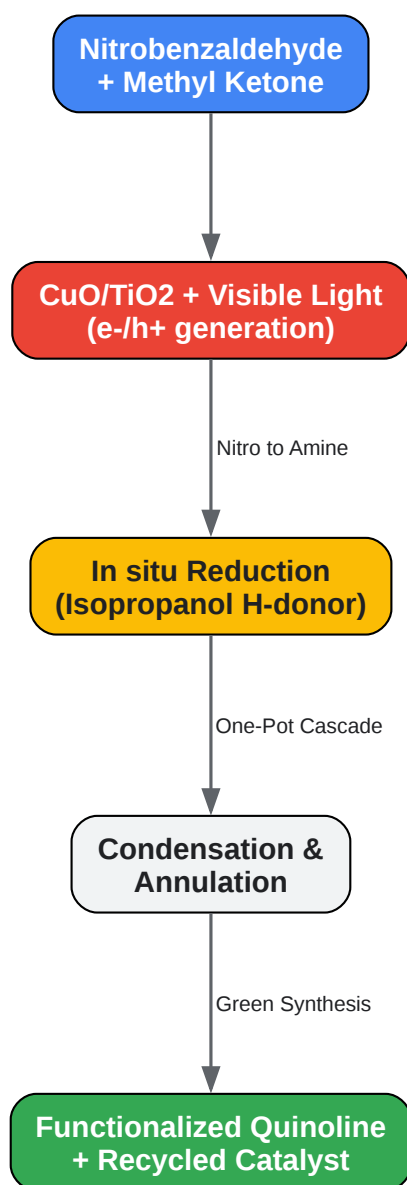 Nitrobenzaldehyde
+ Methyl Ketone
CuO/TiO2 + Visible Light
(e-/h+ generation)
Nitro to Amine
In situ Reduction
(Isopropanol H-donor)
One-Pot Cascade
Condensation &
Annulation
Green Synthesis
Functionalized Quinoline
+ Recycled Catalyst